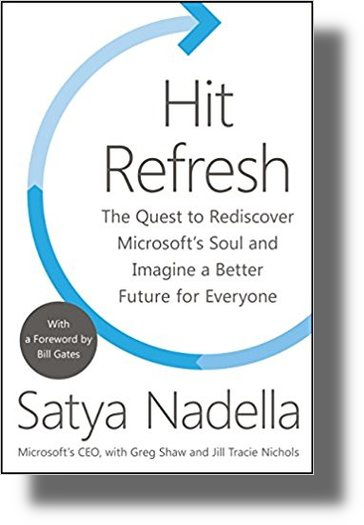 Hit
Refresh
The Quest to Rediscover
Microsoft's Soul and
Imagine a Better
Future for Everyone
With
a Foreword by
Bill Gates
Satya Nadella
Microsoft's CEO, with Greg Shaw and Jill Tracie Nichols